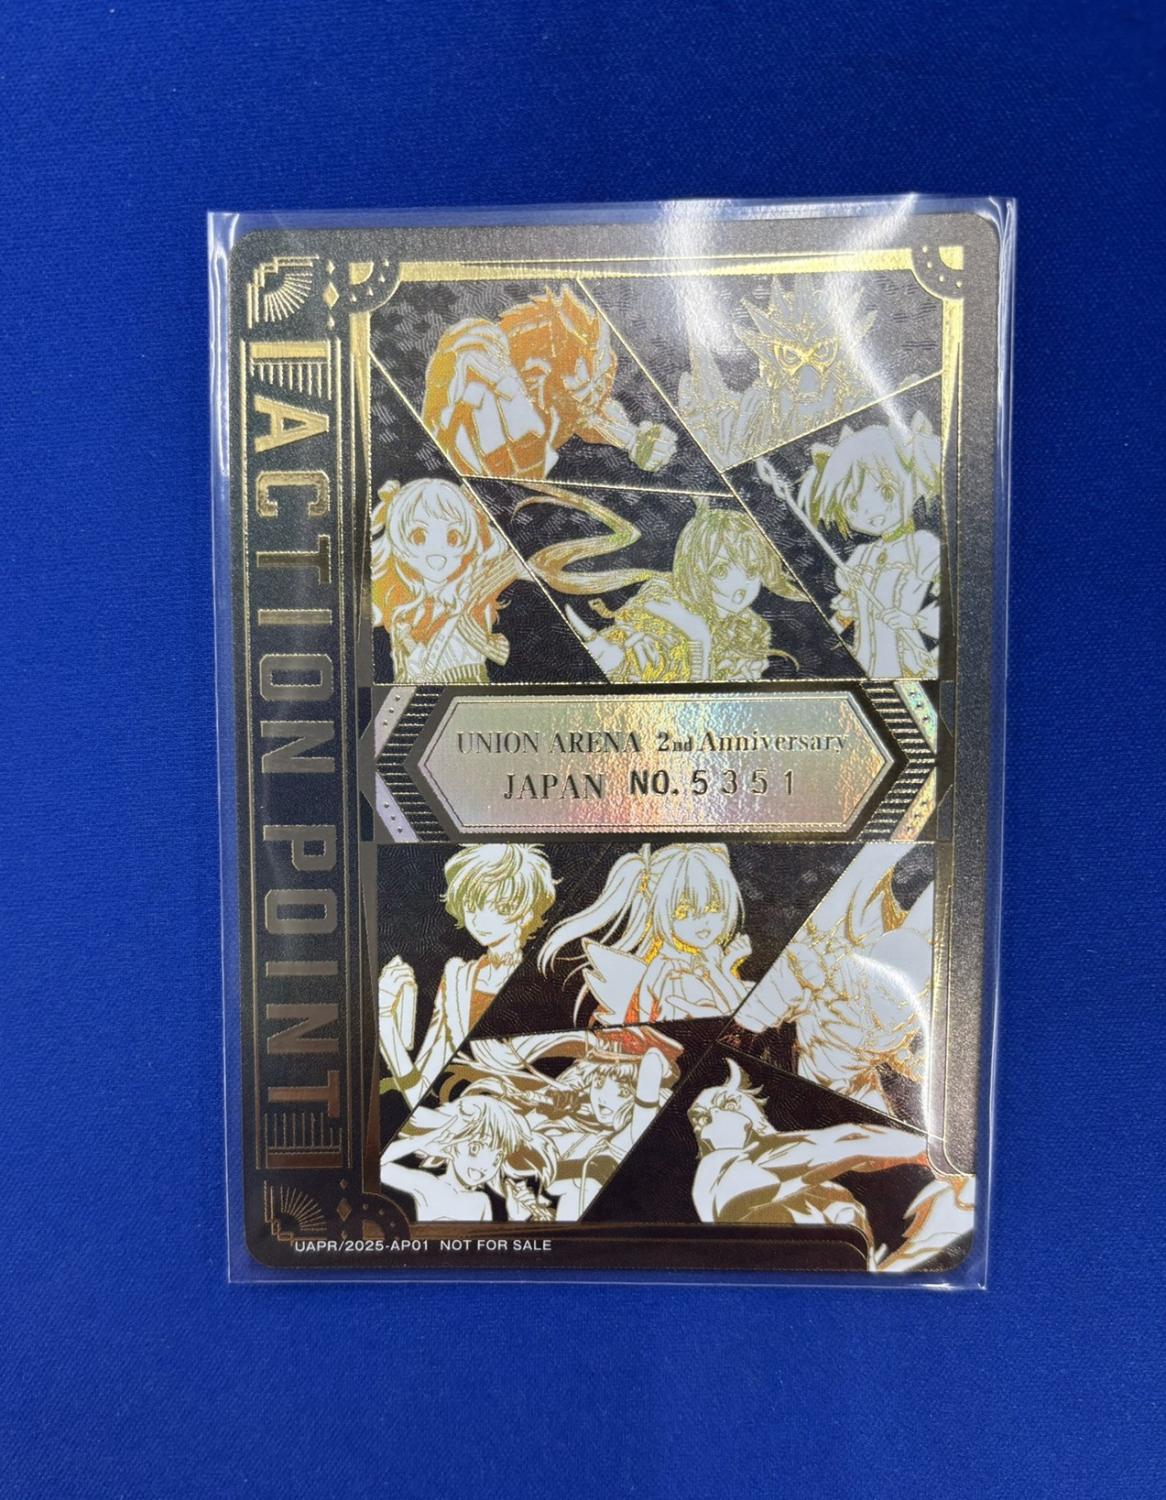 ACTION POINT
UNION ARENA 2nd Anniversary
JAPAN NO.5351
UAPR/2025-AP01 NOT FOR SALE